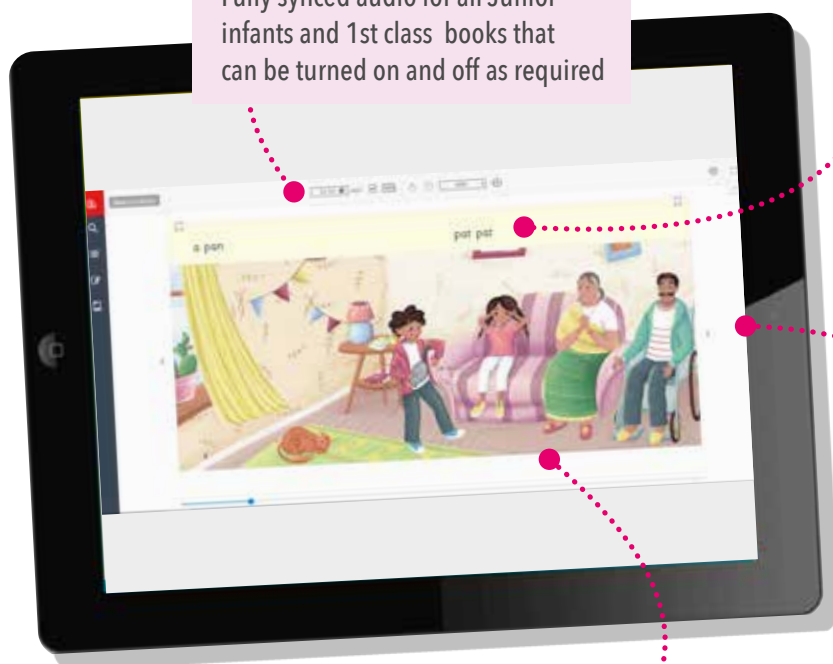 Fully synced audio for all Junior
infants and 1st class books that
can be turned on and off as required
a pan
pat pat